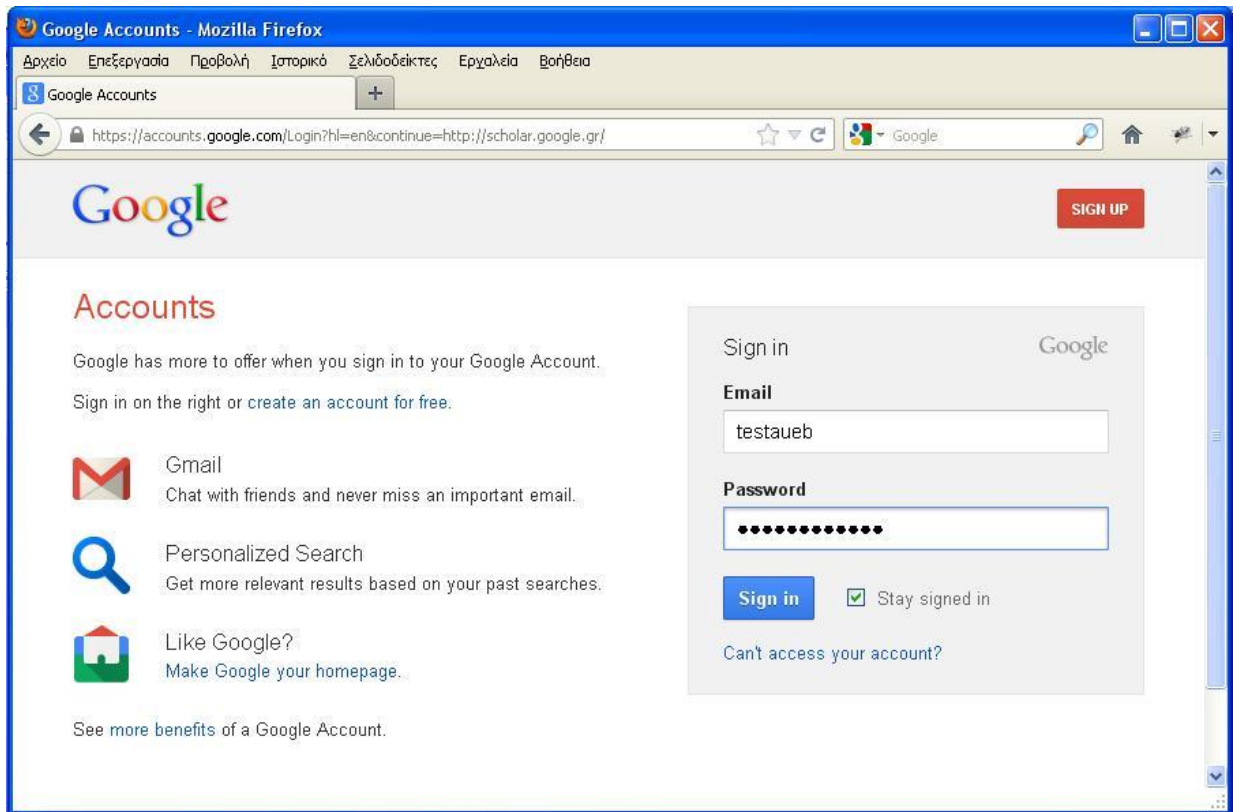 Google Accounts - Mozilla Firefox
Αρχείο Επεξεργασία Προβολή Ιστορικό Σελιδοδείκτες Εργαλεία Βοήθεια
8 Google Accounts +
https://accounts.google.com/Login?hl=en&continue=http://scholar.google.gr/ Google
Google
SIGN UP
Accounts
Google has more to offer when you sign in to your Google Account.
Sign in on the right or create an account for free.
Gmail
Chat with friends and never miss an important email.
Personalized Search
Get more relevant results based on your past searches.
Like Google?
Make Google your homepage.
See more benefits of a Google Account.
Sign in Google
Email
testaueb
Password
••••••••••••
Sign in Stay signed in
Can't access your account?